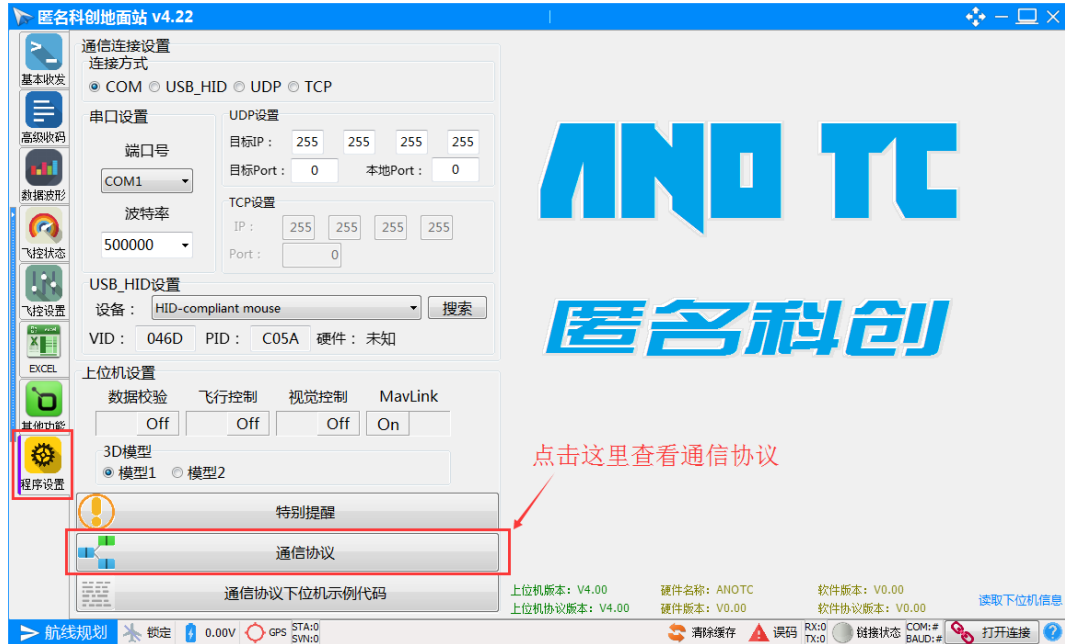 匿名科创地面站 v4.22
基本收发
高级收码
数据波形
飞控状态
飞控设置
EXCEL
其他功能
程序设置
通信连接设置
连接方式
COM USB_HID UDP TCP
串口设置
端口号
COM1
波特率
500000
UDP设置
目标IP： 255 255 255 255
目标Port： 0 本地Port： 0
TCP设置
IP： 255 255 255 255
Port： 0
USB_HID设置
设备： HID-compliant mouse 搜索
VID： 046D PID： C05A 硬件： 未知
上位机设置
数据校验 飞行控制 视觉控制 MavLink
Off Off Off On
3D模型
模型1 模型2
特别提醒
通信协议
通信协议下位机示例代码
ANO TC
匿名科创
点击这里查看通信协议
上位机版本：V4.00 硬件名称：ANOTC 软件版本：V0.00
上位机协议版本：V4.00 硬件版本：V0.00 软件协议版本：V0.00
读取下位机信息
航线规划 锁定 0.00V GPS STA:0 SVN:0 清除缓存 误码 RX:0 TX:0 链接状态 COM:# BAUD:# 打开连接 ?